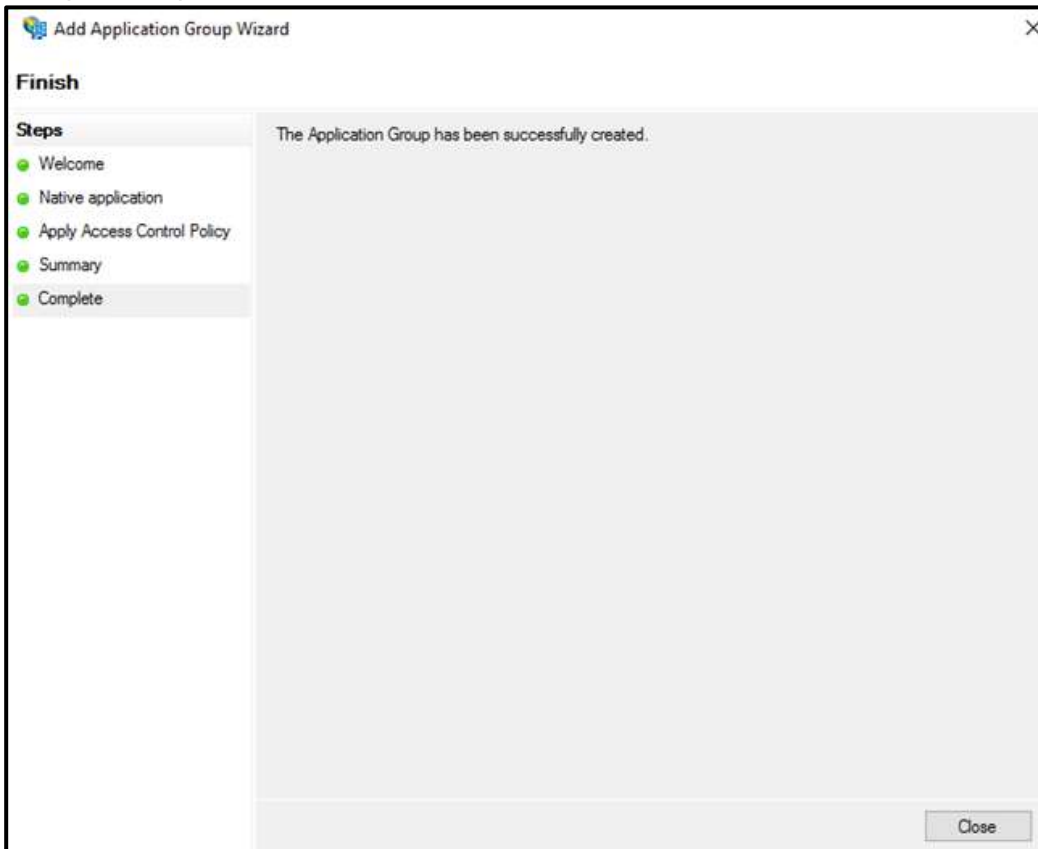 Add Application Group Wizard
Finish
Steps
Welcome
Native application
Apply Access Control Policy
Summary
Complete
The Application Group has been successfully created.
Close